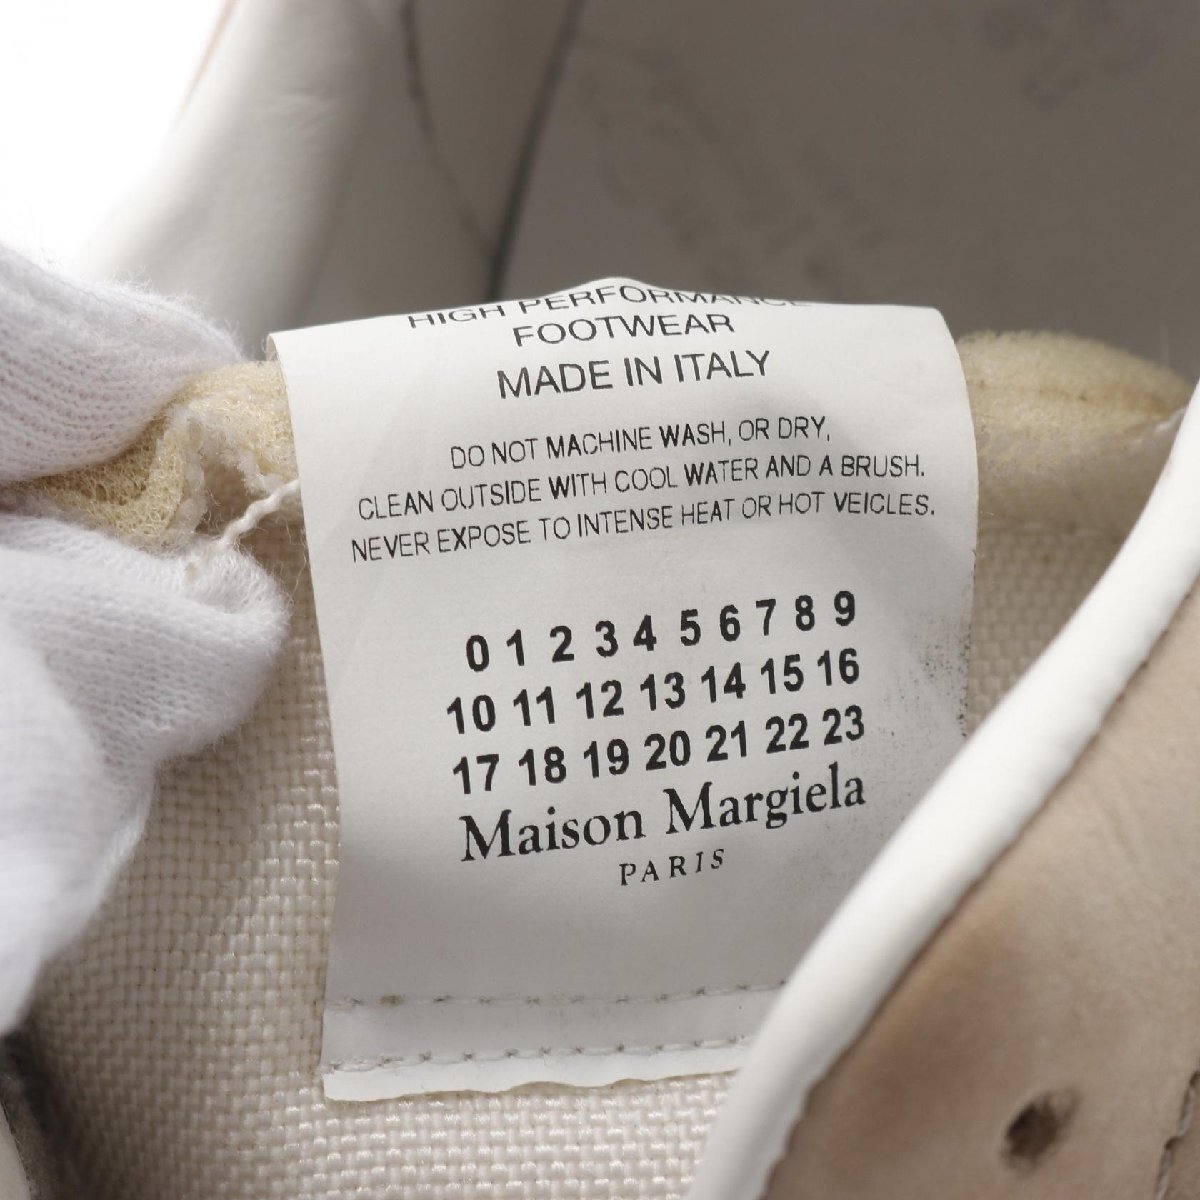 HIGH PERFORMANCE
FOOTWEAR
MADE IN ITALY
DO NOT MACHINE WASH, OR DRY,
CLEAN OUTSIDE WITH COOL WATER AND A BRUSH.
NEVER EXPOSE TO INTENSE HEAT OR HOT VEICLES.
0 1 2 3 4 5 6 7 8 9
10 11 12 13 14 15 16
17 18 19 20 21 22 23
Maison Margiela
PARIS